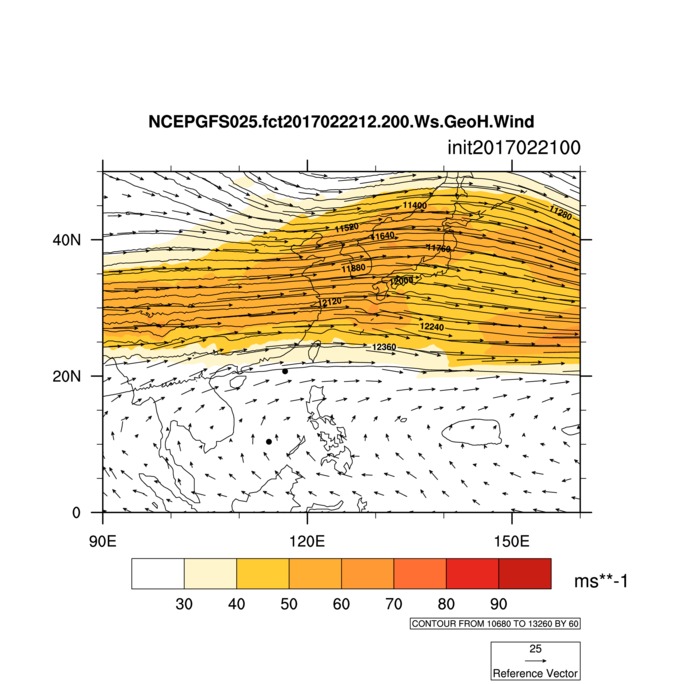 NCEPGFS025.fct2017022212.200.Ws.GeoH.Wind
init2017022100
11400
11280
11520
11640
40N
11760
11880
12000
12120
12240
12360
20N
0
90E 120E 150E
ms**-1
30 40 50 60 70 80 90
CONTOUR FROM 10680 TO 13260 BY 60
25
Reference Vector